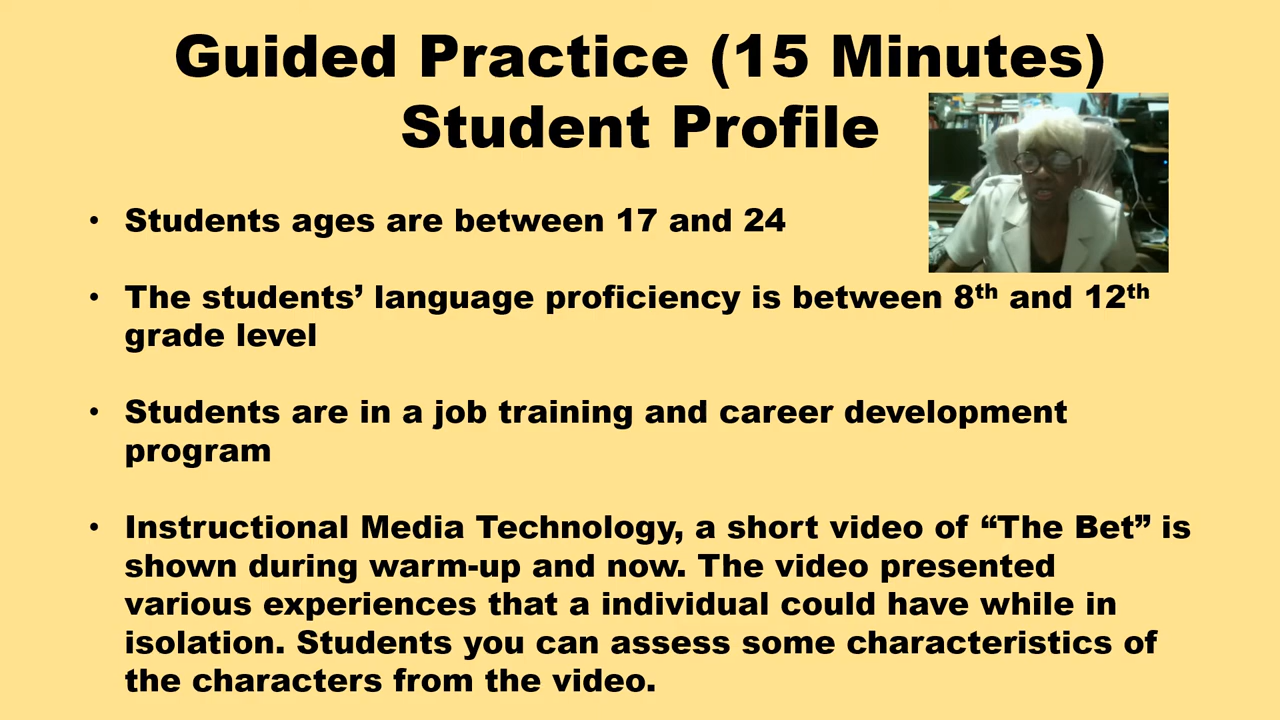 Guided Practice (15 Minutes)
Student Profile
• Students ages are between 17 and 24
• The students’ language proficiency is between 8th and 12th
grade level
• Students are in a job training and career development
program
• Instructional Media Technology, a short video of “The Bet” is
shown during warm-up and now. The video presented
various experiences that a individual could have while in
isolation. Students you can assess some characteristics of
the characters from the video.